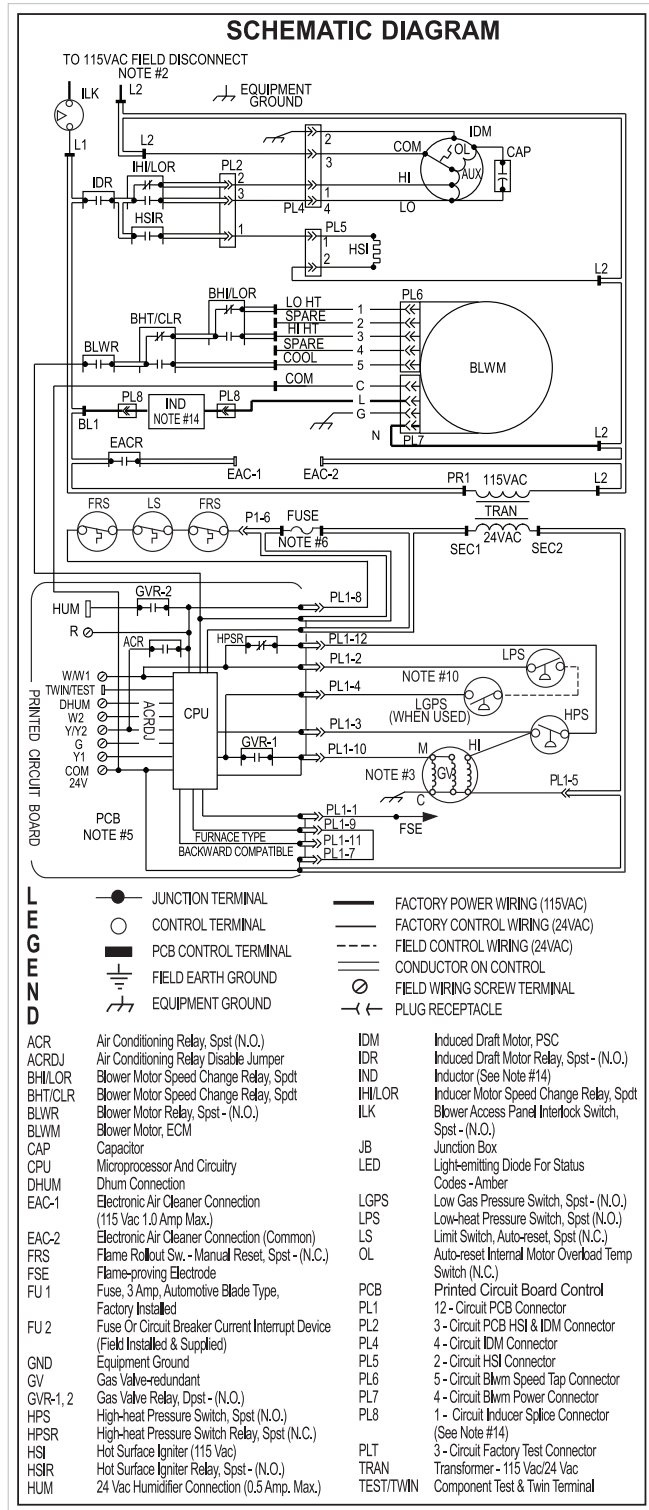 SCHEMATIC DIAGRAM
TO 115VAC FIELD DISCONNECT
NOTE #2
ILK
L2
EQUIPMENT
GROUND
L1
L2
IDM
COM
OL
CAP
AUX
HI
LO
2
3
1
4
PL4
IHI/LOR
PL2
IDR
2
3
HSIR
1
PL5
1
HSI
2
L2
BHI/LOR
BHT/CLR
BLWR
LO HT
1
PL6
SPARE
2
HI HT
3
SPARE
4
COOL
5
COM
C
BLWM
PL8
IND
NOTE #14
PL8
L
G
BL1
N
PL7
L2
EACR
EAC-1
EAC-2
PR1
115VAC
L2
TRAN
24VAC
SEC1
SEC2
FRS
LS
FRS
P1-6
FUSE
NOTE #6
GVR-2
HUM
PL1-8
R
ACR
HPSR
PL1-12
LPS
W/W1
PL1-2
NOTE #10
TWIN/TEST
PL1-4
LGPS
(WHEN USED)
DHUM
W2
Y/Y2
G
Y1
COM
24V
ACRDJ
CPU
PL1-3
HPS
GVR-1
PL1-10
M
HI
NOTE #3
GV
C
PL1-5
PRINTED CIRCUIT BOARD
PCB
NOTE #5
PL1-1
FSE
FURNACE TYPE
PL1-9
BACKWARD COMPATIBLE
PL1-11
PL1-7
LEGEND
JUNCTION TERMINAL
CONTROL TERMINAL
PCB CONTROL TERMINAL
FIELD EARTH GROUND
EQUIPMENT GROUND
FACTORY POWER WIRING (115VAC)
FACTORY CONTROL WIRING (24VAC)
FIELD CONTROL WIRING (24VAC)
CONDUCTOR ON CONTROL
FIELD WIRING SCREW TERMINAL
PLUG RECEPTACLE
ACR Air Conditioning Relay, Spst (N.O.)
ACRDJ Air Conditioning Relay Disable Jumper
BHI/LOR Blower Motor Speed Change Relay, Spdt
BHT/CLR Blower Motor Speed Change Relay, Spdt
BLWR Blower Motor Relay, Spst - (N.O.)
BLWM Blower Motor, ECM
CAP Capacitor
CPU Microprocessor And Circuitry
DHUM Dhum Connection
EAC-1 Electronic Air Cleaner Connection
(115 Vac 1.0 Amp Max.)
EAC-2 Electronic Air Cleaner Connection (Common)
FRS Flame Rollout Sw. - Manual Reset, Spst - (N.C.)
FSE Flame-proving Electrode
FU 1 Fuse, 3 Amp, Automotive Blade Type,
Factory Installed
FU 2 Fuse Or Circuit Breaker Current Interrupt Device
(Field Installed & Supplied)
GND Equipment Ground
GV Gas Valve-redundant
GVR-1, 2 Gas Valve Relay, Dpst - (N.O.)
HPS High-heat Pressure Switch, Spst (N.O.)
HPSR High-heat Pressure Switch Relay, Spst (N.C.)
HSI Hot Surface Igniter (115 Vac)
HSIR Hot Surface Igniter Relay, Spst - (N.O.)
HUM 24 Vac Humidifier Connection (0.5 Amp. Max.)
IDM Induced Draft Motor, PSC
IDR Induced Draft Motor Relay, Spst - (N.O.)
IND Inductor (See Note #14)
IHI/LOR Inducer Motor Speed Change Relay, Spdt
ILK Blower Access Panel Interlock Switch,
Spst - (N.O.)
JB Junction Box
LED Light-emitting Diode For Status
Codes - Amber
LGPS Low Gas Pressure Switch, Spst - (N.O.)
LPS Low-heat Pressure Switch, Spst (N.O.)
LS Limit Switch, Auto-reset, Spst (N.C.)
OL Auto-reset Internal Motor Overload Temp
Switch (N.C.)
PCB Printed Circuit Board Control
PL1 12 - Circuit PCB Connector
PL2 3 - Circuit PCB HSI & IDM Connector
PL4 4 - Circuit IDM Connector
PL5 2 - Circuit HSI Connector
PL6 5 - Circuit Blwm Speed Tap Connector
PL7 4 - Circuit Blwm Power Connector
PL8 1 - Circuit Inducer Splice Connector
(See Note #14)
PLT 3 - Circuit Factory Test Connector
TRAN Transformer - 115 Vac/24 Vac
TEST/TWIN Component Test & Twin Terminal